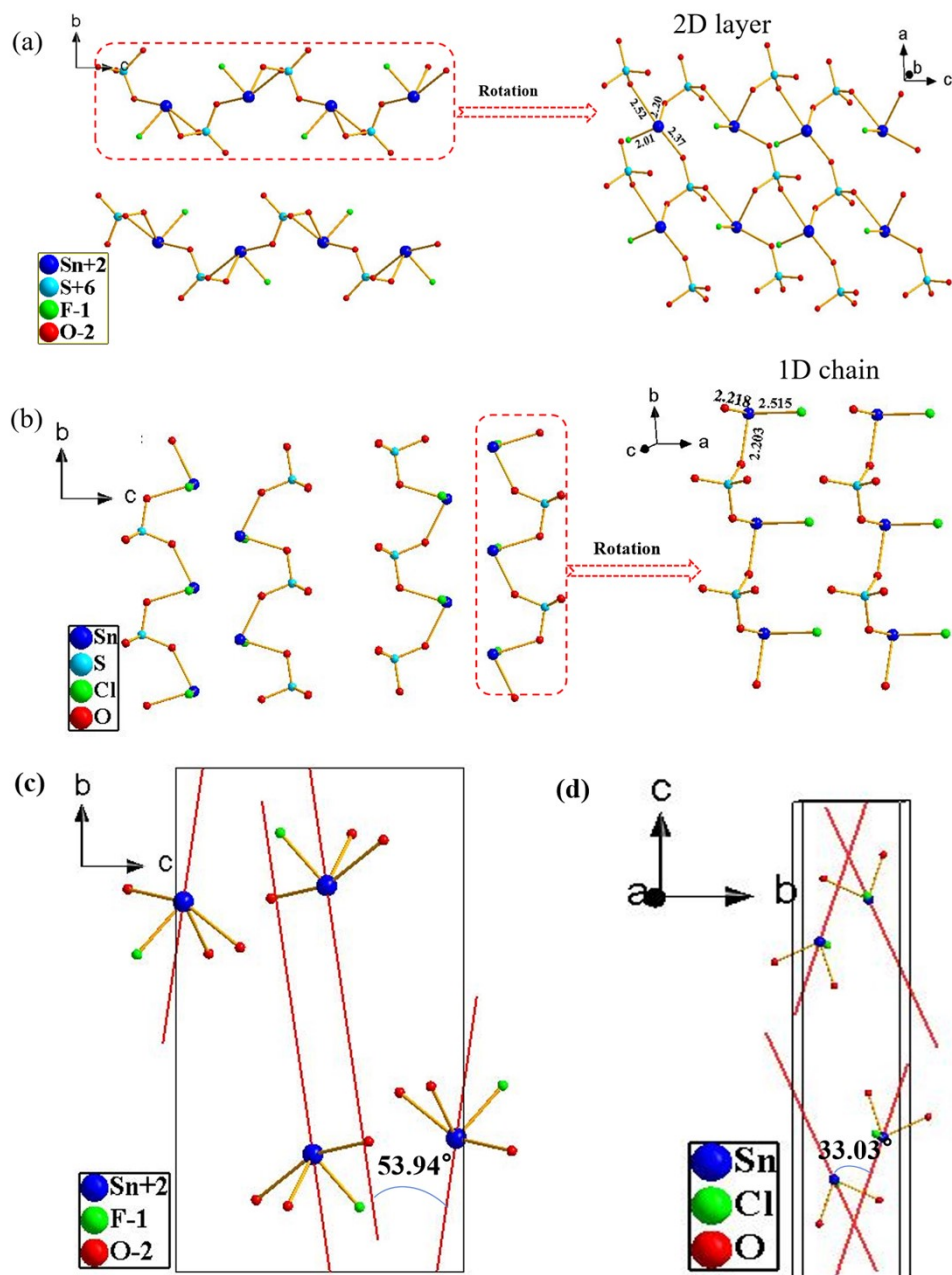 (a)
b
c
Rotation
2D layer
a
b
c
2.52
2.20
2.01
2.37
Sn+2
S+6
F-1
O-2
1D chain
(b)
b
c
b
c
a
2.218
2.515
2.203
Rotation
Sn
S
Cl
O
(c)
b
c
53.94°
Sn+2
F-1
O-2
(d)
c
a
b
33.03°
Sn
Cl
O